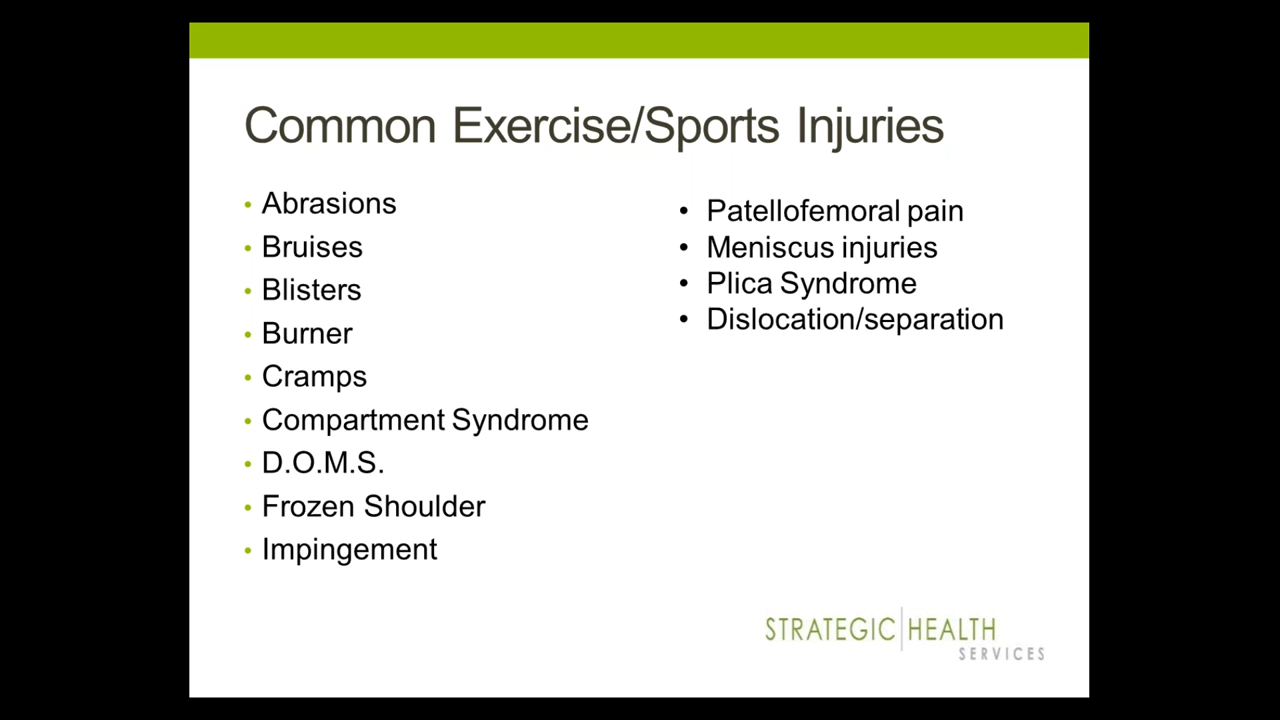 Common Exercise/Sports Injuries
• Abrasions
• Bruises
• Blisters
• Burner
• Cramps
• Compartment Syndrome
• D.O.M.S.
• Frozen Shoulder
• Impingement
• Patellofemoral pain
• Meniscus injuries
• Plica Syndrome
• Dislocation/separation
STRATEGIC HEALTH
SERVICES